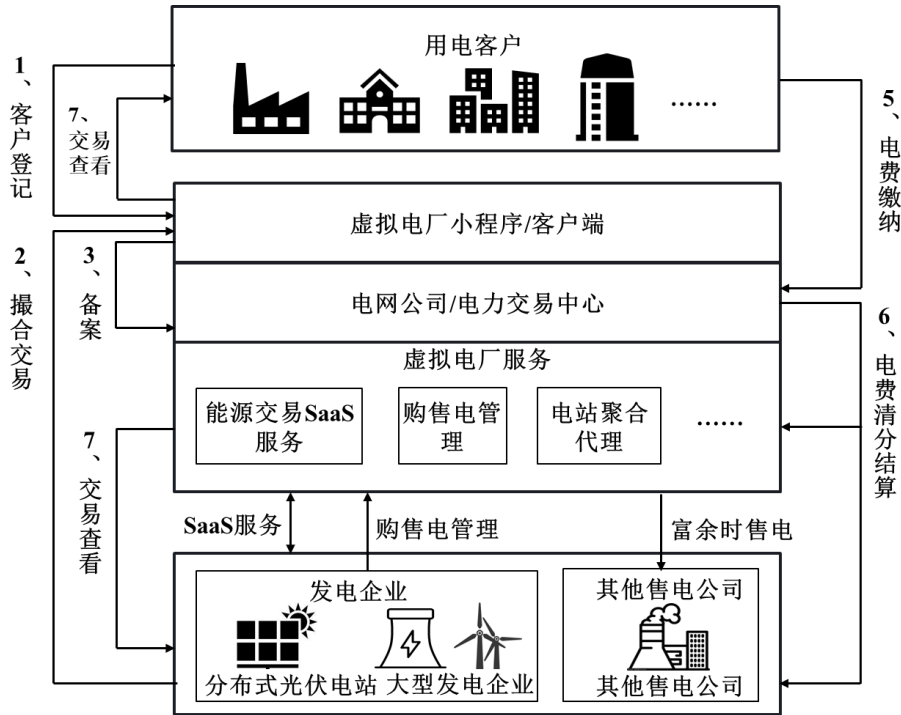 用电客户
……
1、客户登记
7、
交易
查看
5、电费缴纳
虚拟电厂小程序/客户端
2、撮合交易
3、备案
电网公司/电力交易中心
6、电费清分结算
虚拟电厂服务
能源交易SaaS
服务
购售电管
理
电站聚合
代理
……
7、交易查看
SaaS服务
购售电管理
富余时售电
发电企业
其他售电公司
分布式光伏电站
大型发电企业
其他售电公司